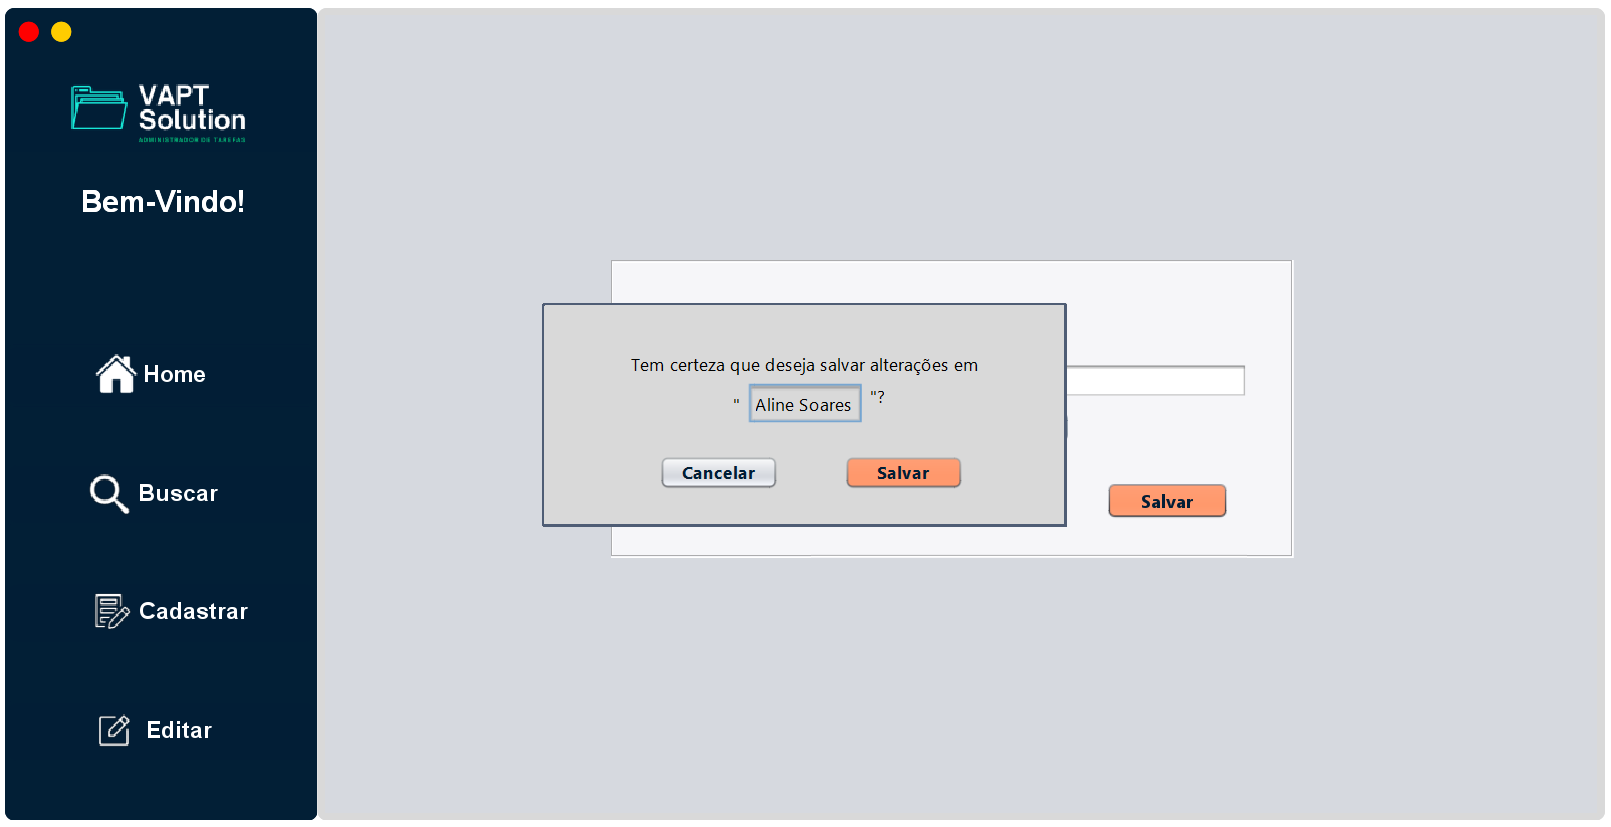 VAPT
Solution
ADMINISTRADOR DE TAREFAS
Bem-Vindo!
Home
Buscar
Cadastrar
Editar
Tem certeza que deseja salvar alterações em
" Aline Soares "?
Cancelar Salvar
Salvar